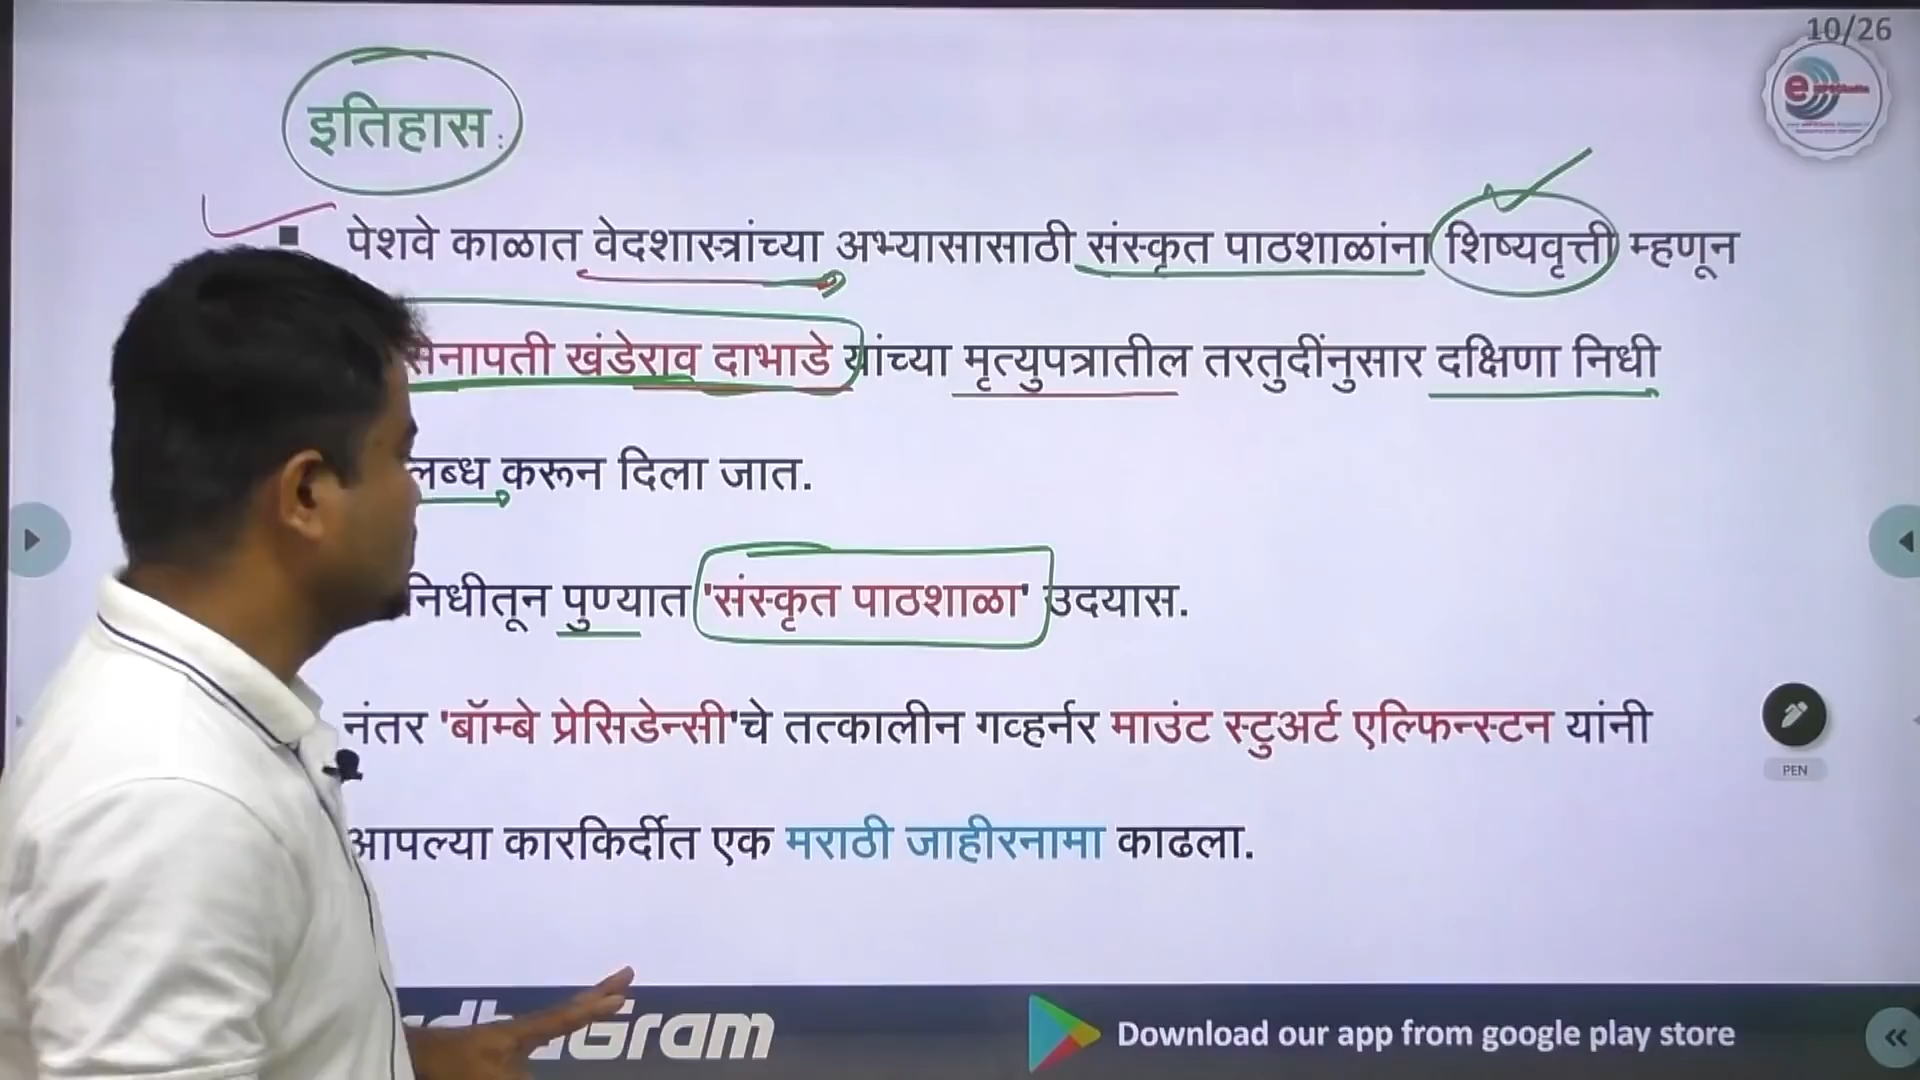 10/26
इतिहास:
पेशवे काळात वेदशास्त्रांच्या अभ्यासासाठी संस्कृत पाठशाळांना शिष्यवृत्ती म्हणून
सेनापती खंडेराव दाभाडे यांच्या मृत्युपत्रातील तरतुदींनुसार दक्षिणा निधी
लब्ध करून दिला जात.
निधीतून पुण्यात 'संस्कृत पाठशाळा' उदयास.
नंतर 'बॉम्बे प्रेसिडेन्सी'चे तत्कालीन गव्हर्नर माउंट स्टुअर्ट एल्फिन्स्टन यांनी
PEN
आपल्या कारकिर्दीत एक मराठी जाहीरनामा काढला.
Gram
Download our app from google play store